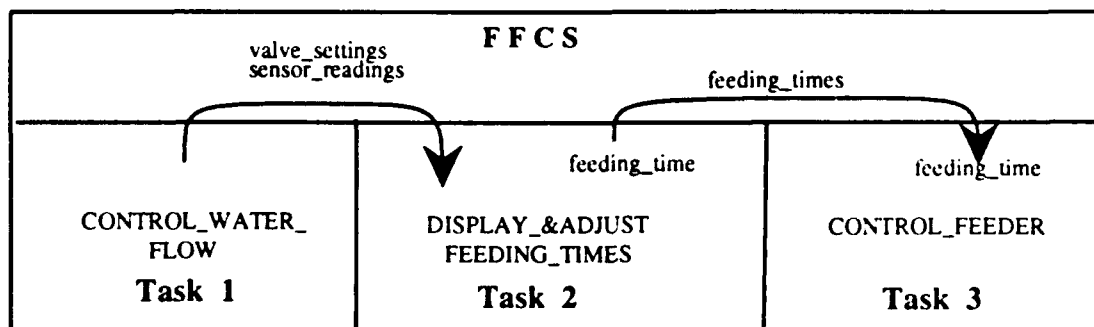 FFCS
valve_settings
sensor_readings
feeding_times
feeding_time
feeding_time
CONTROL_WATER_
FLOW
Task 1
DISPLAY_&ADJUST
FEEDING_TIMES
Task 2
CONTROL_FEEDER
Task 3